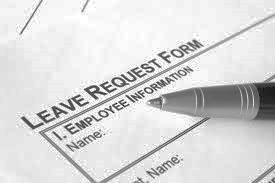 LEAVE REQUEST FORM
I. EMPLOYEE INFORMATION
Name:
Name: